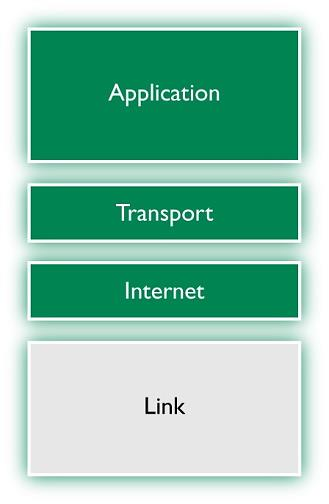 Application
Transport
Internet
Link